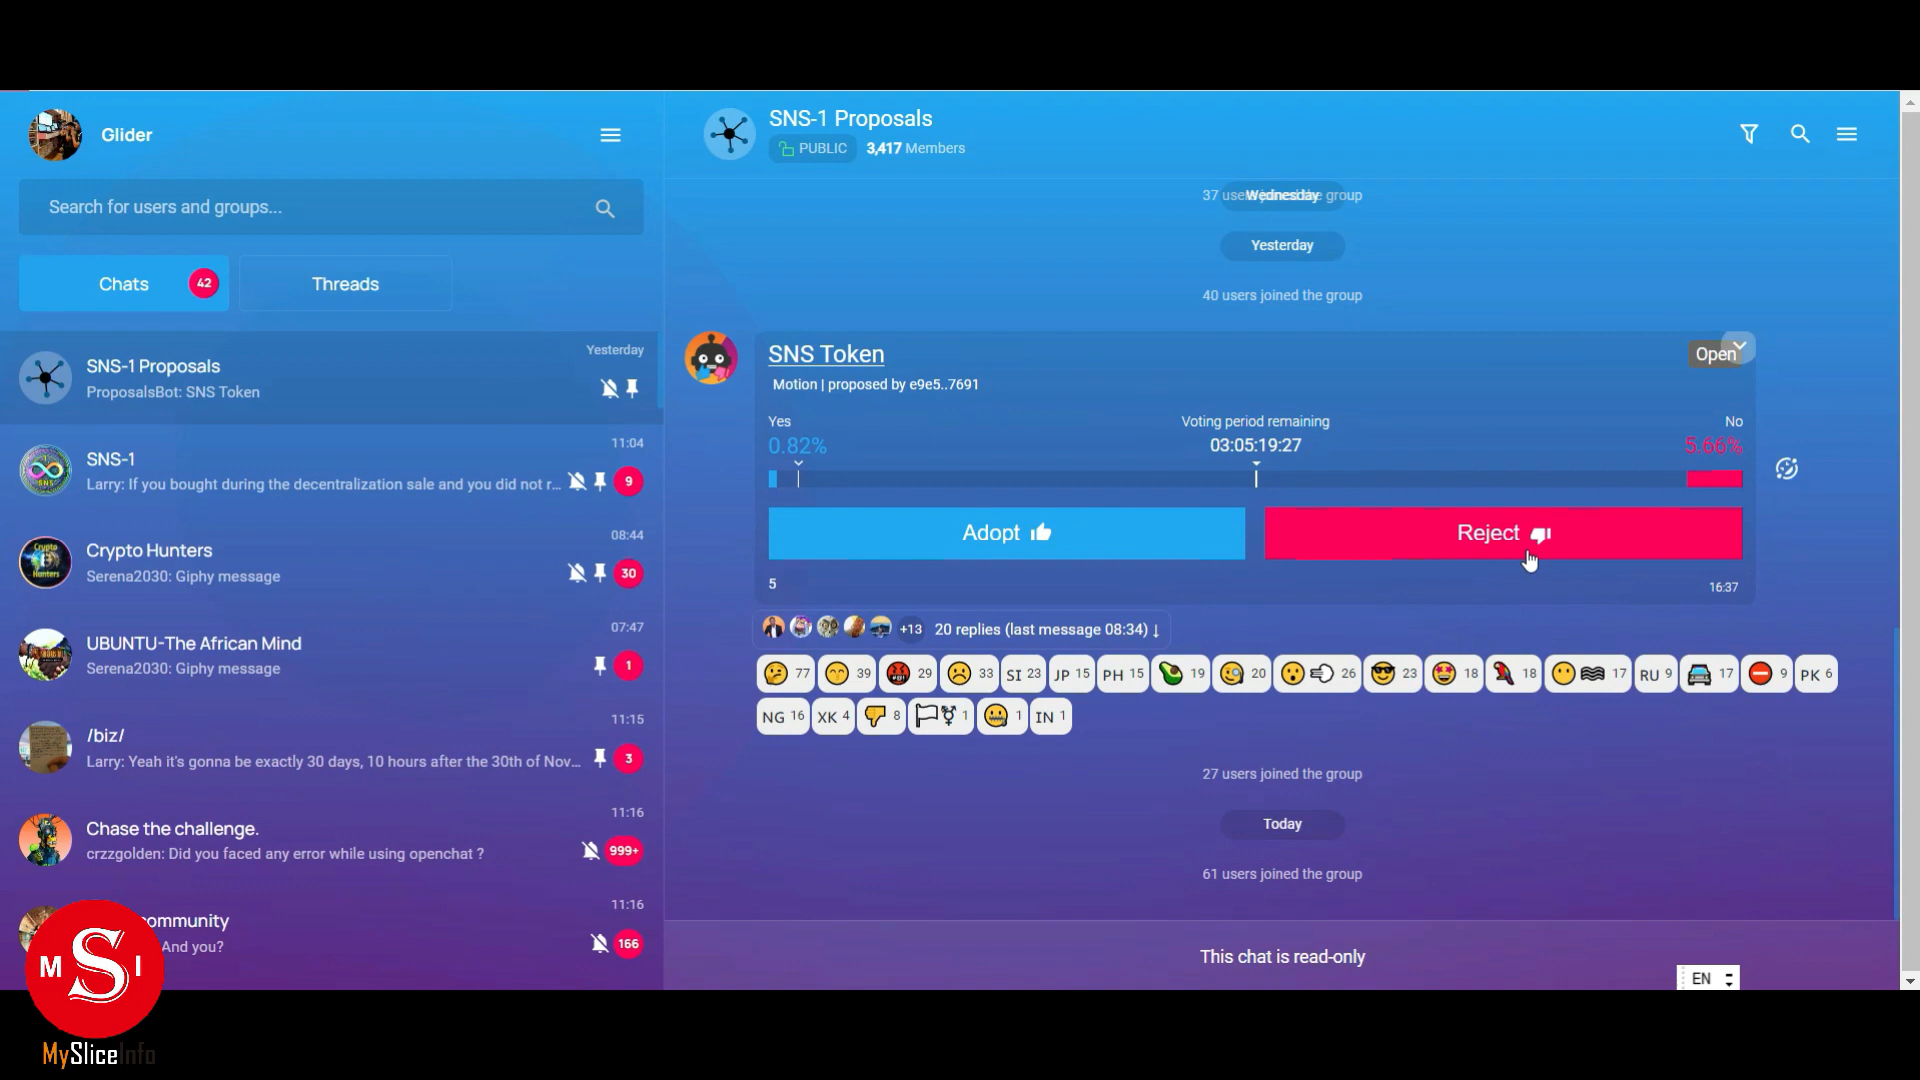 Glider
Search for users and groups...
Chats 42
Threads
SNS-1 Proposals
Yesterday
ProposalsBot: SNS Token
SNS-1
11:04
Larry: If you bought during the decentralization sale and you did not r...
9
Crypto Hunters
08:44
Serena2030: Giphy message
30
UBUNTU-The African Mind
07:47
Serena2030: Giphy message
1
/biz/
11:15
Larry: Yeah it's gonna be exactly 30 days, 10 hours after the 30th of Nov...
3
Chase the challenge.
11:16
crzzgolden: Did you faced any error while using openchat ?
999+
ommunity
11:16
And you?
166
M S I
MySliceInfo
SNS-1 Proposals
PUBLIC 3,417 Members
37 users joined the group
Wednesday
Yesterday
40 users joined the group
SNS Token
Open
Motion | proposed by e9e5..7691
Yes
Voting period remaining
No
0.82%
03:05:19:27
5.66%
Adopt
Reject
5
16:37
+13 20 replies (last message 08:34) ↓
77 39 29 33 SI 23 JP 15 PH 15 19 20 26 23 18 18 17 RU 9 17 9 PK 6
NG 16 XK 4 8 1 1 IN 1
27 users joined the group
Today
61 users joined the group
This chat is read-only
EN